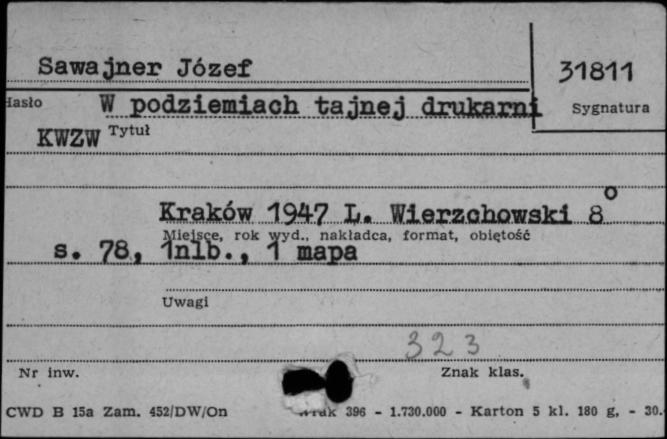 Sawajner Józef
31811
Hasło
W podziemiach tajnej drukarni
Sygnatura
KWZW
Tytuł
Kraków 1947 L. Wierzchowski 8°
Miejsce, rok wyd., nakładca, format, objętość
s. 78, 1nlb., 1 mapa
Uwagi
323
Nr inw.
Znak klas.
CWD B 15a Zam. 452/DW/On
396 - 1.730.000 - Karton 5 kl. 180 g, - 30.